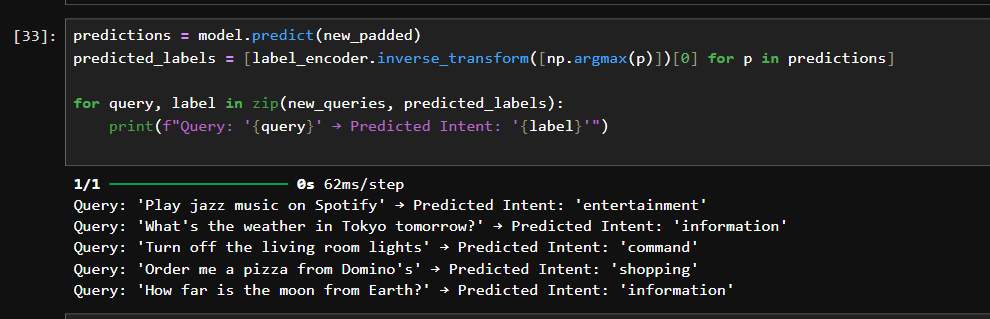 [33]:
predictions = model.predict(new_padded)
predicted_labels = [label_encoder.inverse_transform([np.argmax(p)])[0] for p in predictions]
for query, label in zip(new_queries, predicted_labels):
    print(f"Query: '{query}' → Predicted Intent: '{label}'")
1/1 ━━━━━━━━━━━━━━━━━━━━ 0s 62ms/step
Query: 'Play jazz music on Spotify' → Predicted Intent: 'entertainment'
Query: 'What's the weather in Tokyo tomorrow?' → Predicted Intent: 'information'
Query: 'Turn off the living room lights' → Predicted Intent: 'command'
Query: 'Order me a pizza from Domino's' → Predicted Intent: 'shopping'
Query: 'How far is the moon from Earth?' → Predicted Intent: 'information'